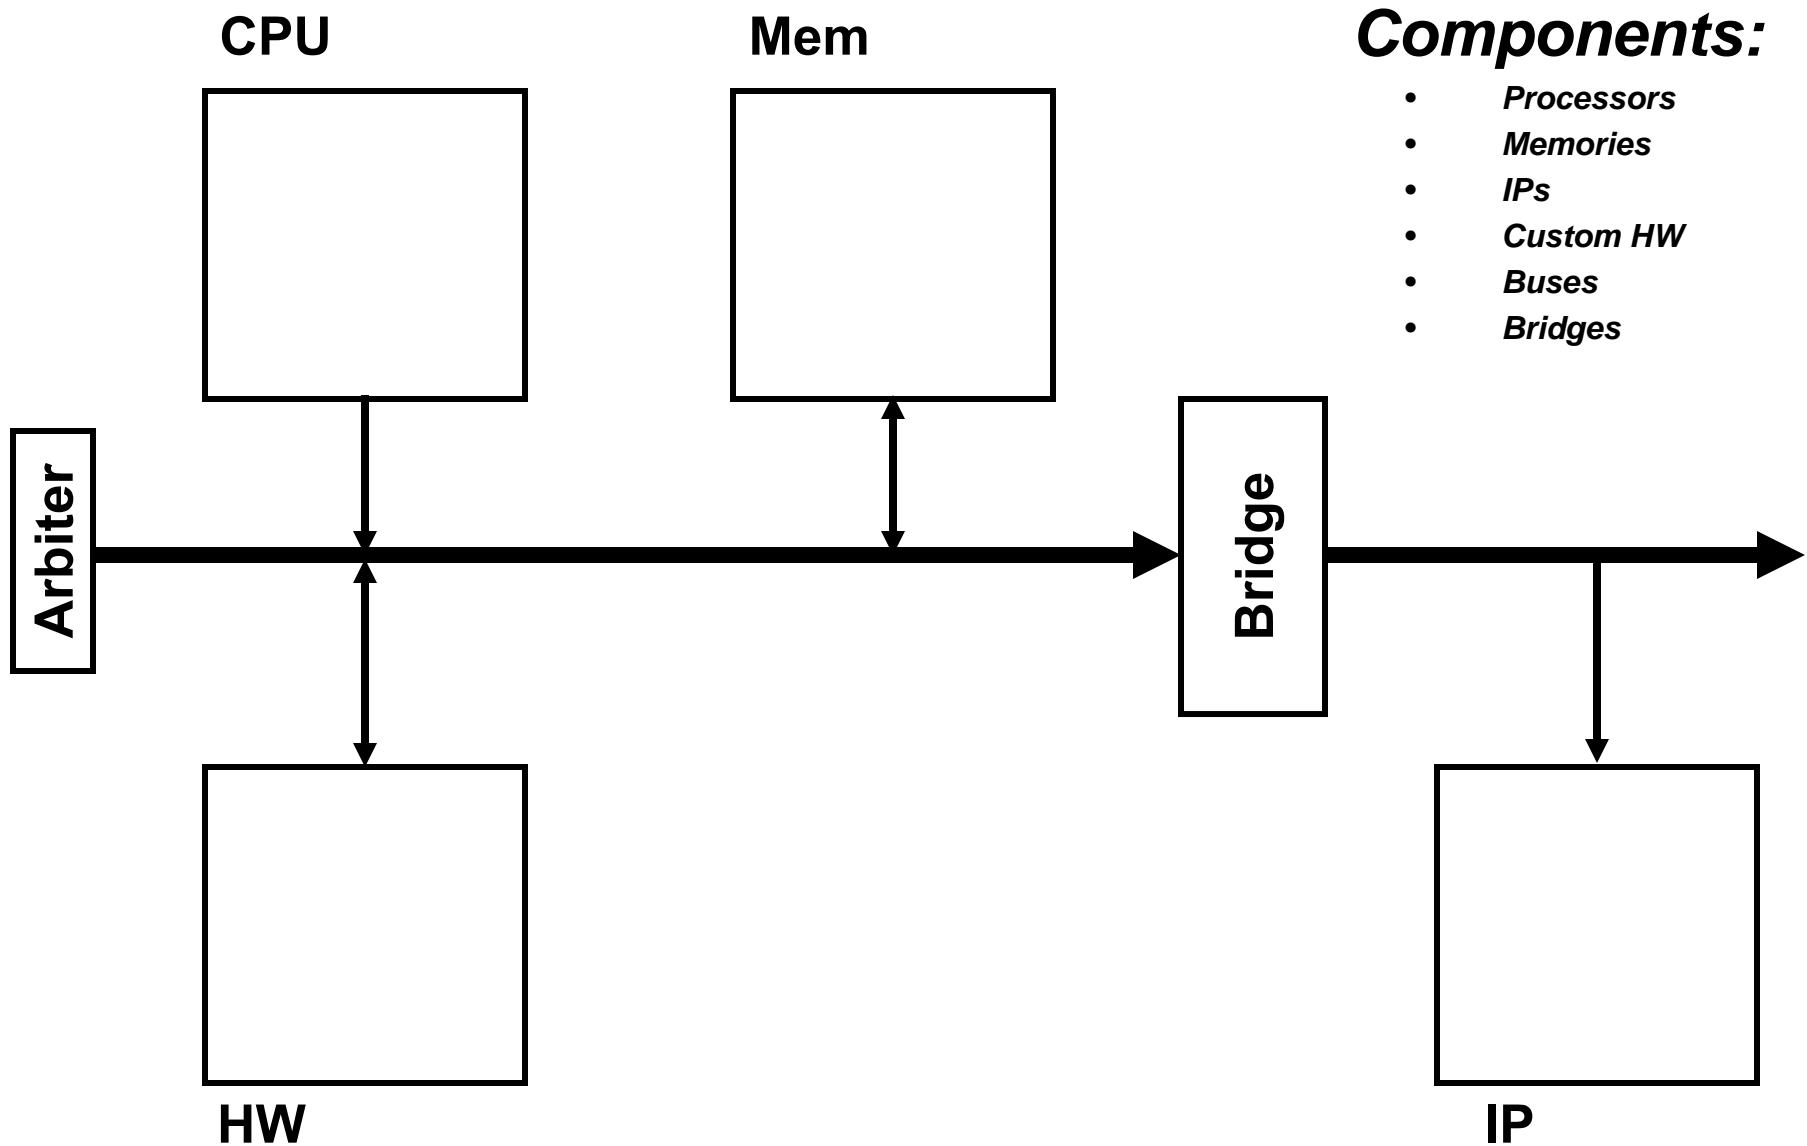 CPU
Mem
Components:
• Processors
• Memories
• IPs
• Custom HW
• Buses
• Bridges
Arbiter
Bridge
HW
IP